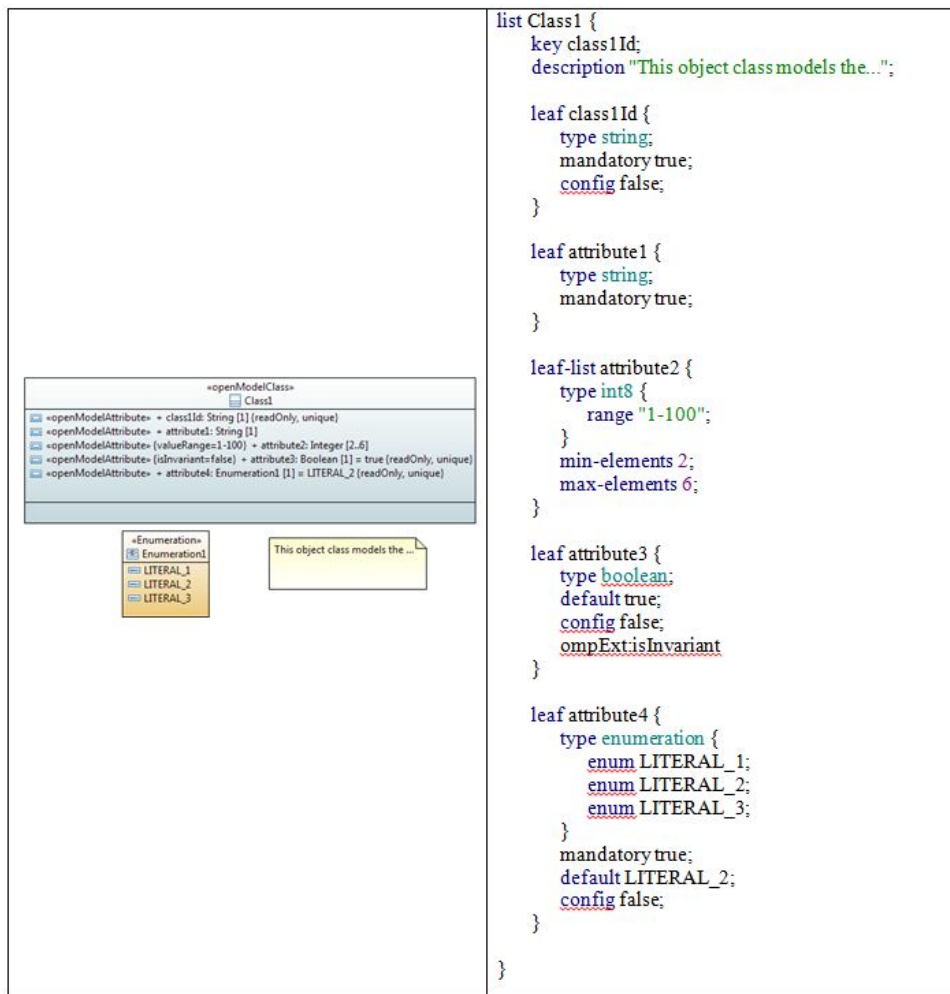 «openModelClass»
Class1
«openModelAttribute» + class1Id: String [1] {readOnly, unique}
«openModelAttribute» + attribute1: String [1]
«openModelAttribute» {valueRange=1-100} + attribute2: Integer [2..6]
«openModelAttribute» {isInvariant=false} + attribute3: Boolean [1] = true {readOnly, unique}
«openModelAttribute» + attribute4: Enumeration1 [1] = LITERAL_2 {readOnly, unique}
«Enumeration»
Enumeration1
LITERAL_1
LITERAL_2
LITERAL_3
This object class models the ...
list Class1 {
key class1Id;
description "This object class models the...";
leaf class1Id {
type string;
mandatory true;
config false;
}
leaf attribute1 {
type string;
mandatory true;
}
leaf-list attribute2 {
type int8 {
range "1-100";
}
min-elements 2;
max-elements 6;
}
leaf attribute3 {
type boolean;
default true;
config false;
ompExt:isInvariant
}
leaf attribute4 {
type enumeration {
enum LITERAL_1;
enum LITERAL_2;
enum LITERAL_3;
}
mandatory true;
default LITERAL_2;
config false;
}
}